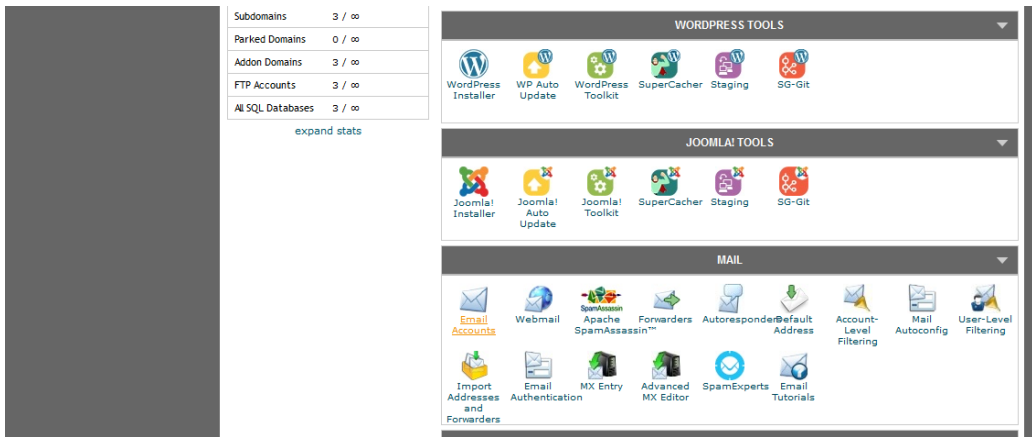 Subdomains 3 / ∞
Parked Domains 0 / ∞
Addon Domains 3 / ∞
FTP Accounts 3 / ∞
All SQL Databases 3 / ∞
expand stats
WORDPRESS TOOLS
WordPress Installer
WP Auto Update
WordPress Toolkit
SuperCacher
Staging
SG-Git
JOOMLA! TOOLS
Joomla! Installer
Joomla! Auto Update
Joomla! Toolkit
SuperCacher
Staging
SG-Git
MAIL
Email Accounts
Webmail
SpamAssassin
Apache SpamAssassin™
Forwarders
Autoresponders
Default Address
Account-Level Filtering
Mail Autoconfig
User-Level Filtering
Import Addresses and Forwarders
Email Authentication
MX Entry
Advanced MX Editor
SpamExperts
Email Tutorials